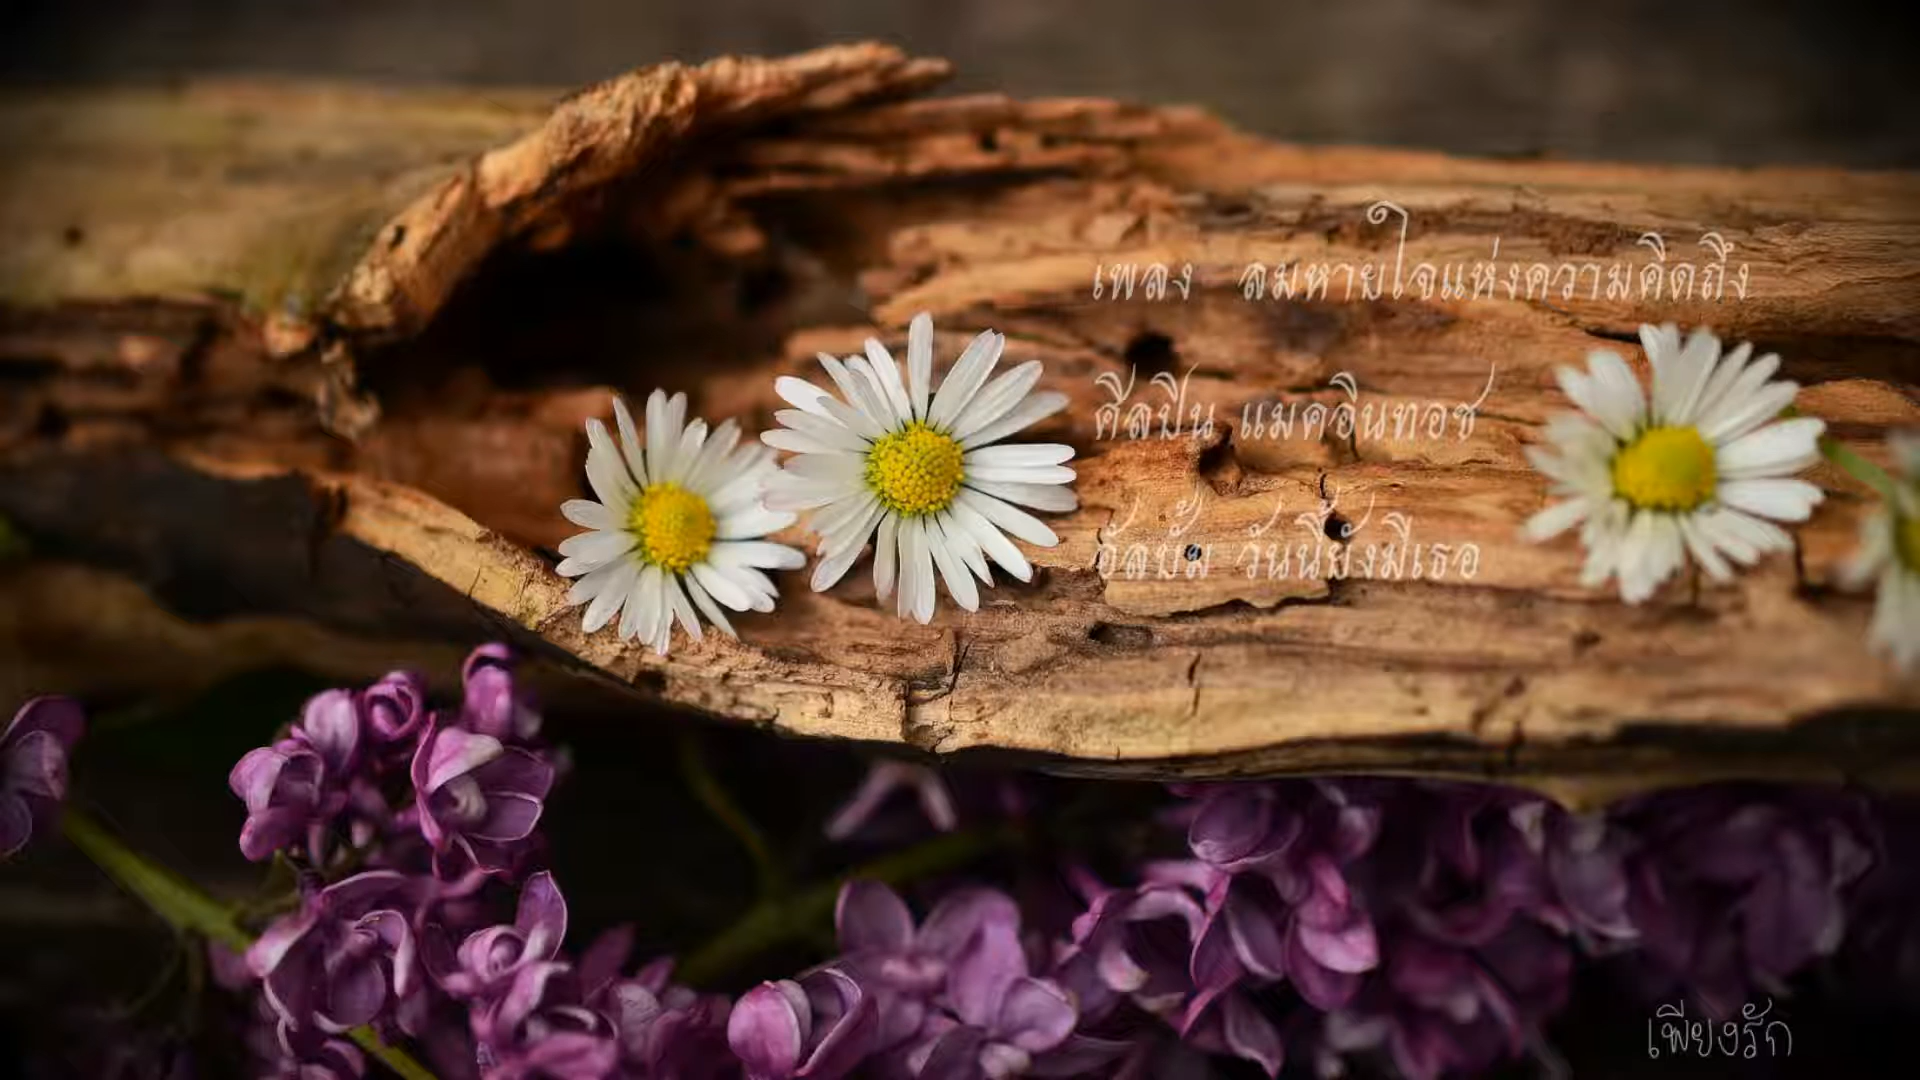 เพลง ลมหายใจแห่งความคิดถึง
ศิลปิน แมคอินทอช
อัลบั้ม วันนี้ยังมีเธอ
เพียงรัก